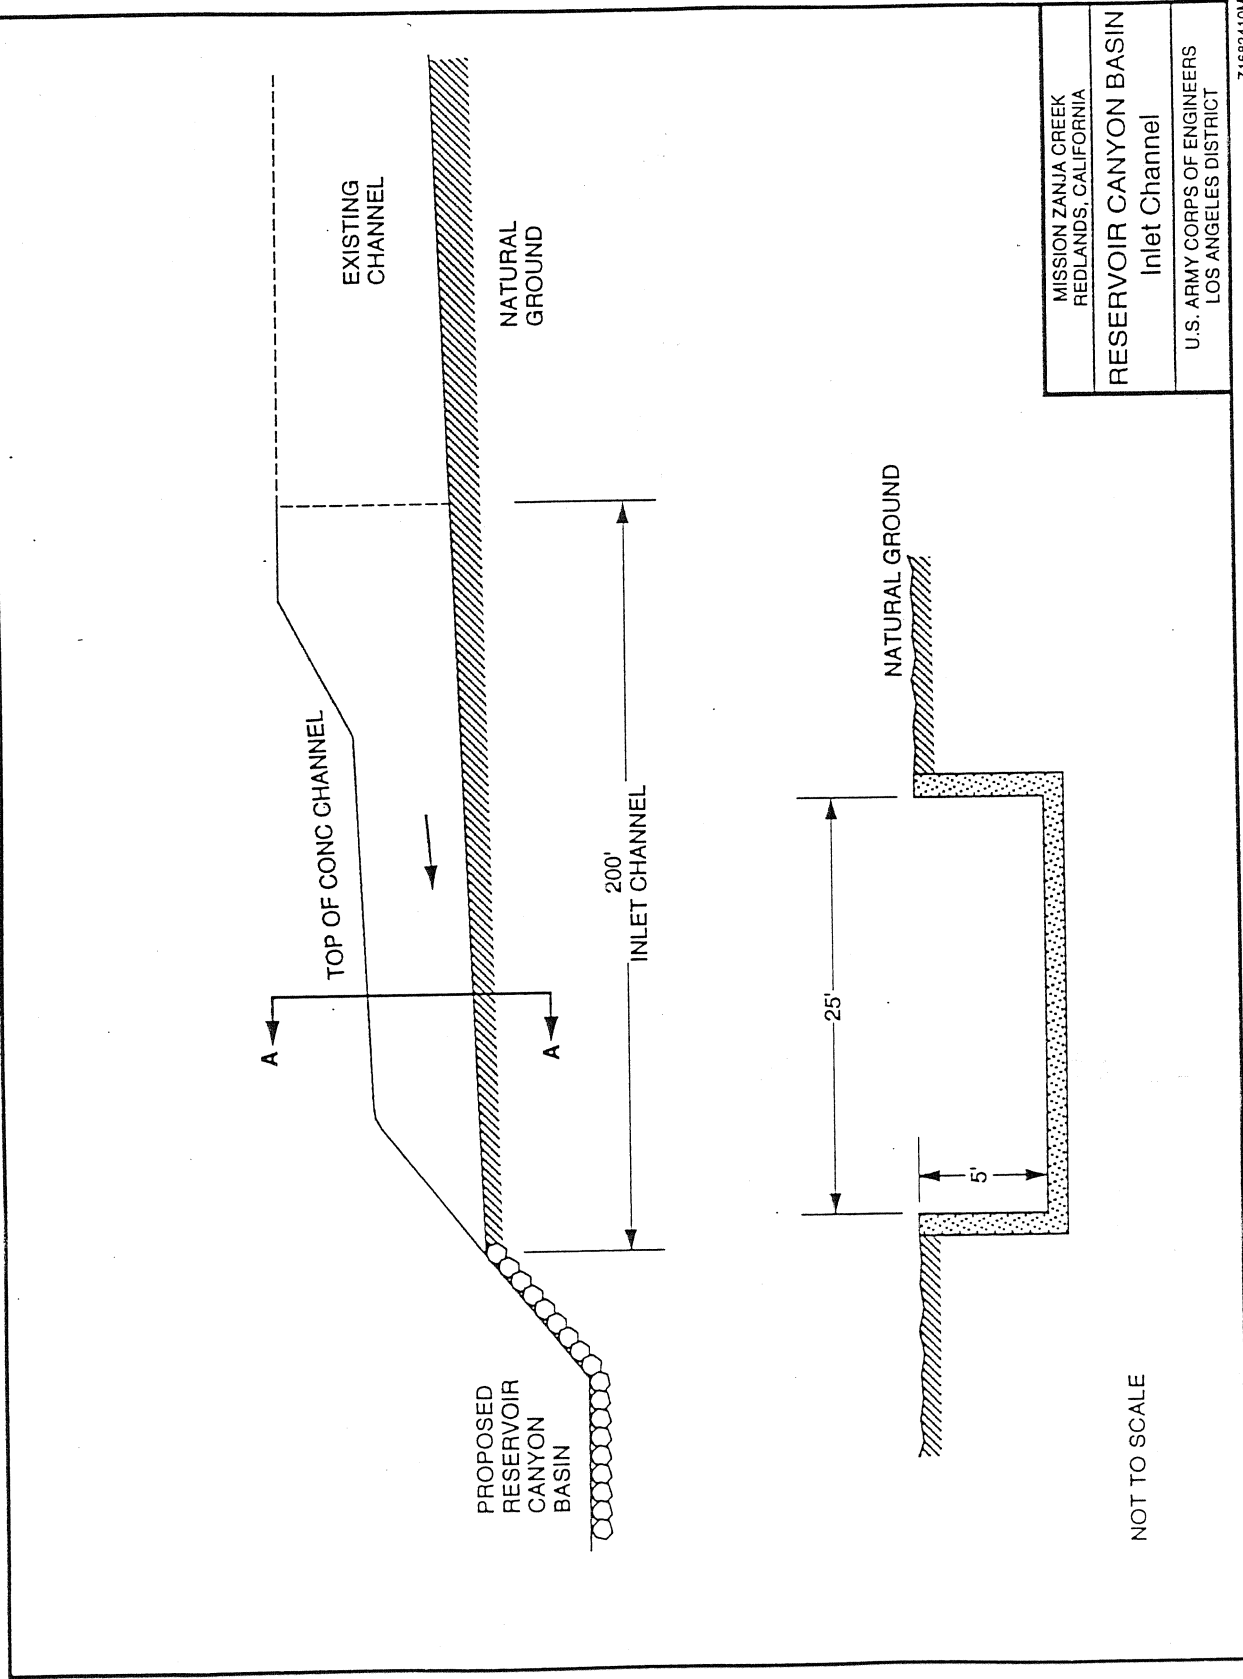 EXISTING
CHANNEL
NATURAL
GROUND
TOP OF CONC CHANNEL
A
A
200'
INLET CHANNEL
PROPOSED
RESERVOIR
CANYON
BASIN
NATURAL GROUND
25'
5'
NOT TO SCALE
MISSION ZANJA CREEK
REDLANDS, CALIFORNIA
RESERVOIR CANYON BASIN
Inlet Channel
U.S. ARMY CORPS OF ENGINEERS
LOS ANGELES DISTRICT